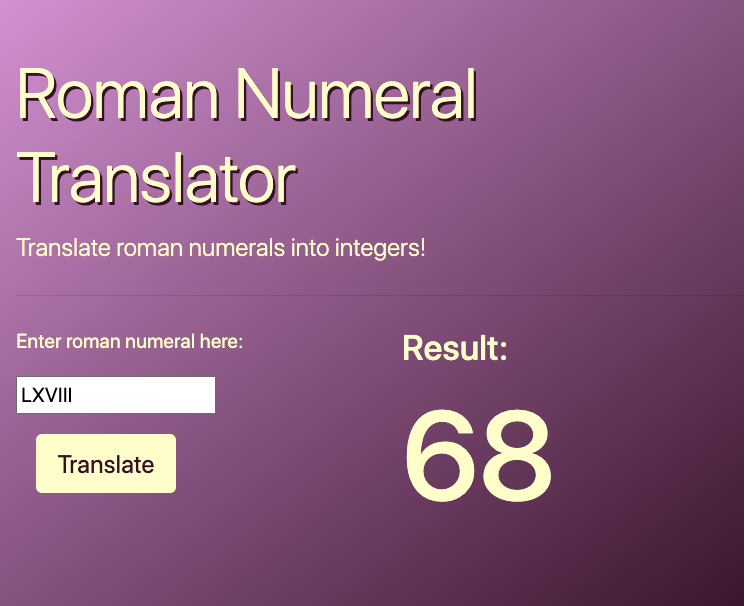 Roman Numeral
Translator
Translate roman numerals into integers!
Enter roman numeral here:
LXVIII
Translate
Result:
68